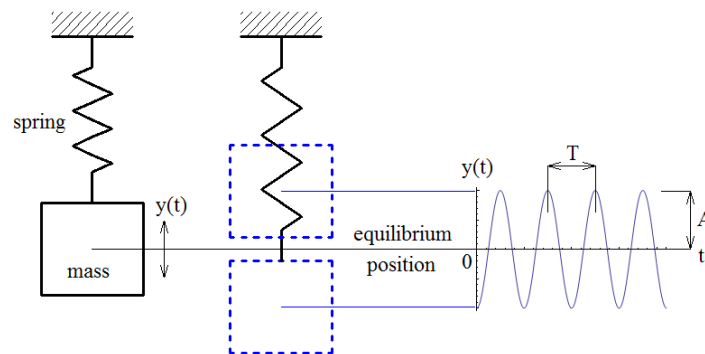 spring
y(t)
mass
equilibrium
position
y(t)
T
A
0
t